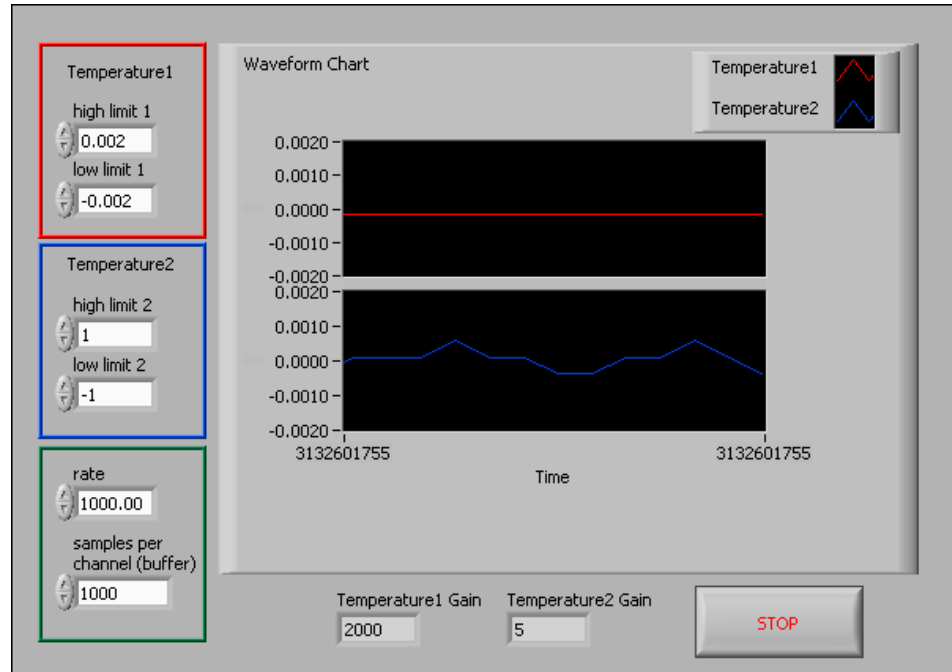 Temperature1
high limit 1
0.002
low limit 1
-0.002
Temperature2
high limit 2
1
low limit 2
-1
rate
1000.00
samples per
channel (buffer)
1000
Waveform Chart
Temperature1
Temperature2
0.0020
0.0010
0.0000
-0.0010
-0.0020
0.0020
0.0010
0.0000
-0.0010
-0.0020
3132601755 3132601755
Time
Temperature1 Gain Temperature2 Gain
2000 5
STOP